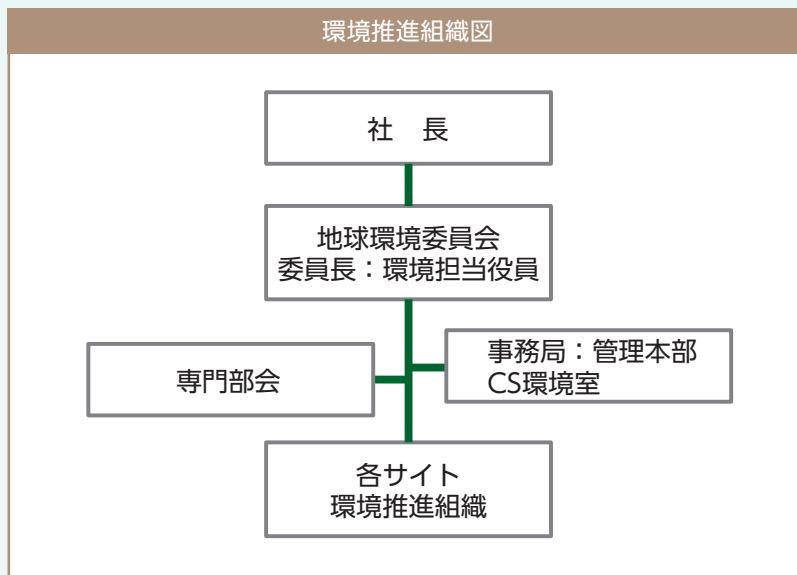 環境推進組織図
社　長
地球環境委員会
委員長：環境担当役員
事務局：管理本部
CS環境室
専門部会
各サイト
環境推進組織